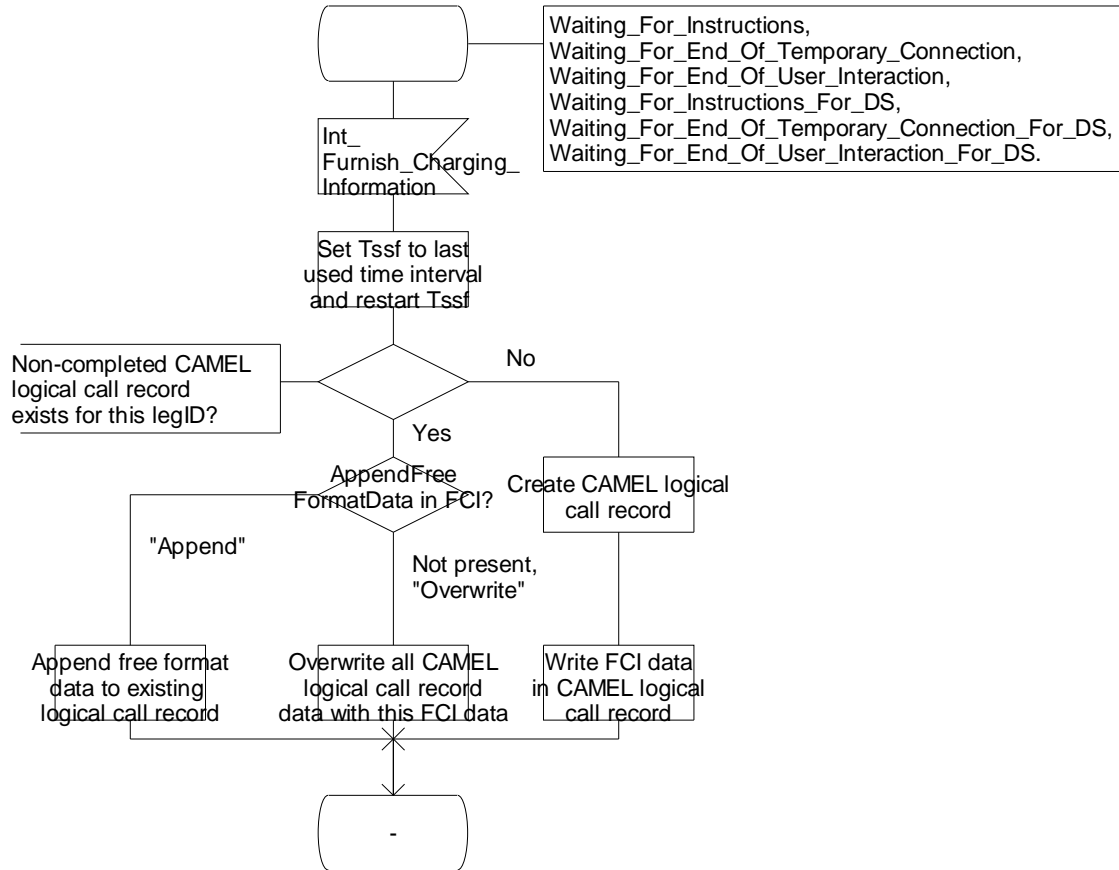 Waiting_For_Instructions,
Waiting_For_End_Of_Temporary_Connection,
Waiting_For_End_Of_User_Interaction,
Waiting_For_Instructions_For_DS,
Waiting_For_End_Of_Temporary_Connection_For_DS,
Waiting_For_End_Of_User_Interaction_For_DS.
Int_
Furnish_Charging_
Information
Set Tssf to last
used time interval
and restart Tssf
Non-completed CAMEL
logical call record
exists for this legID?
No
Yes
AppendFree
FormatData in FCI?
Create CAMEL logical
call record
"Append"
Not present,
"Overwrite"
Append free format
data to existing
logical call record
Overwrite all CAMEL
logical call record
data with this FCI data
Write FCI data
in CAMEL logical
call record
-